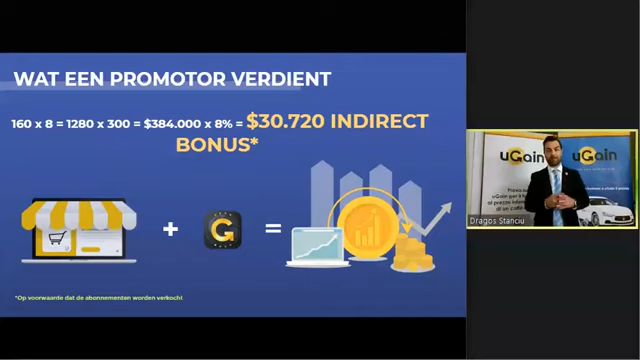 WAT EEN PROMOTOR VERDIENT
160 x 8 = 1280 x 300 = $384.000 x 8% = $30.720 INDIRECT
BONUS*
G
*Op voorwaarde dat de abonnementen worden verkocht
uGain
uGain
Dragos Stanciu